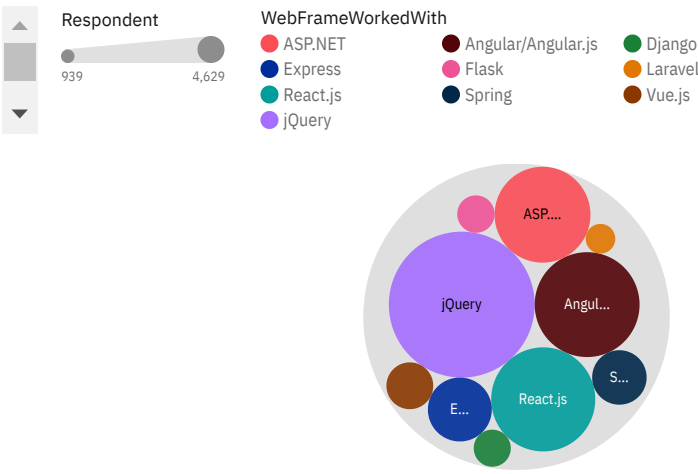 Respondent
939 4,629
WebFrameWorkedWith
ASP.NET Angular/Angular.js Django
Express Flask Laravel
React.js Spring Vue.js
jQuery
ASP....
jQuery
Angul...
S...
React.js
E...